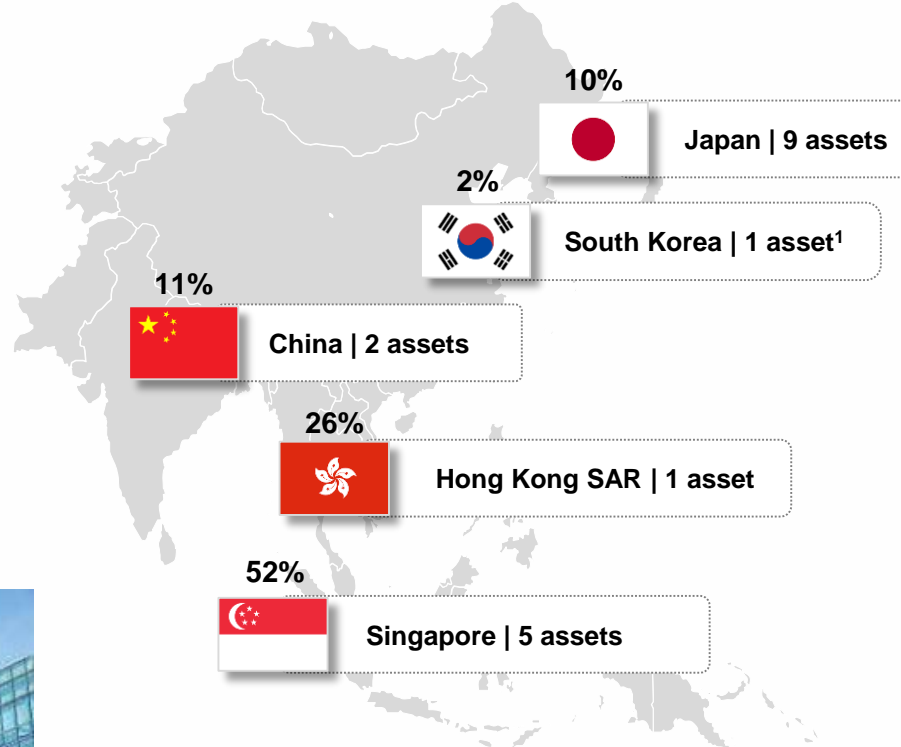 10%
Japan | 9 assets
2%
South Korea | 1 asset¹
11%
China | 2 assets
26%
Hong Kong SAR | 1 asset
52%
Singapore | 5 assets